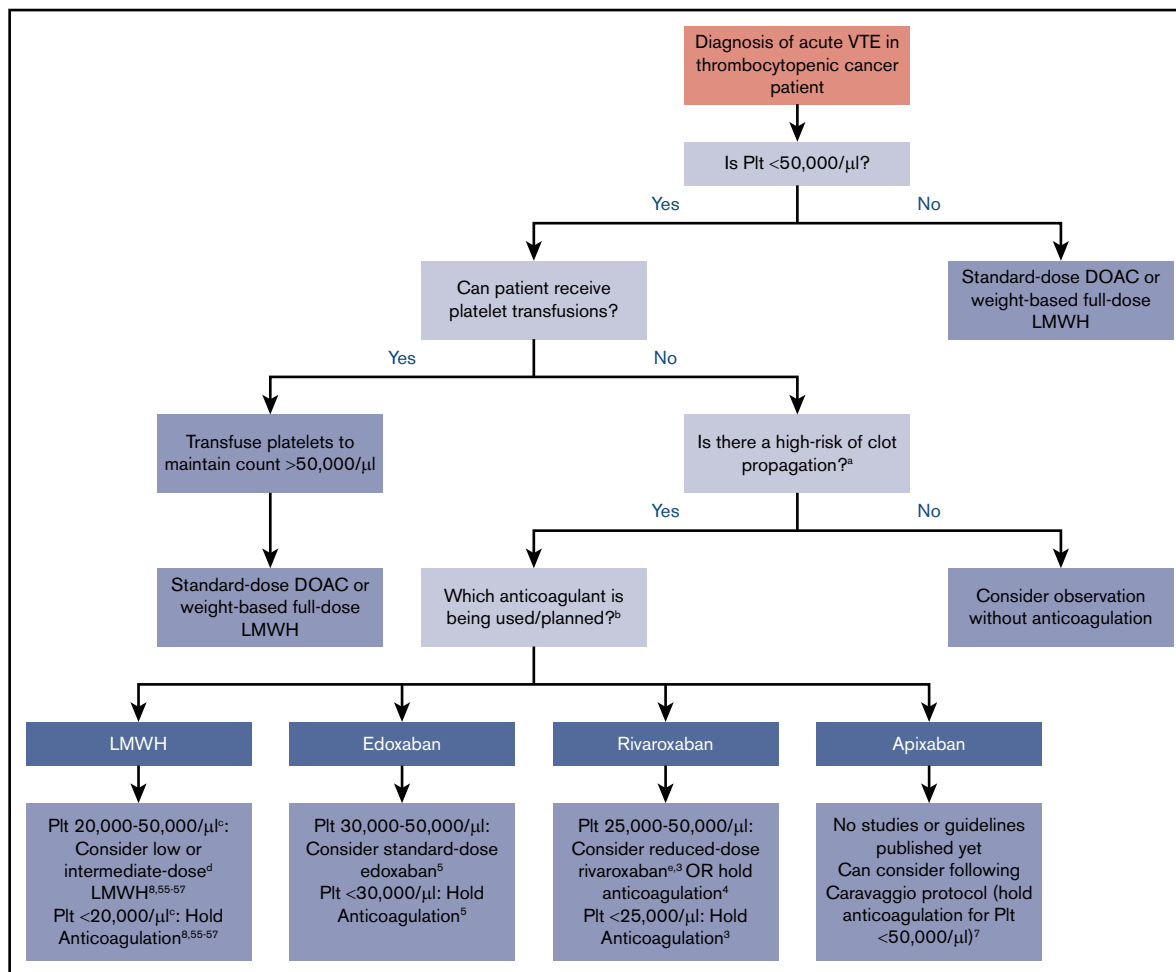 Diagnosis of acute VTE in
thrombocytopenic cancer
patient
Is Plt <50,000/μl?
Yes
No
Can patient receive
platelet transfusions?
Standard-dose DOAC or
weight-based full-dose
LMWH
Yes
No
Transfuse platelets to
maintain count >50,000/μl
Is there a high-risk of clot
propagation?ᵃ
Yes
No
Standard-dose DOAC or
weight-based full-dose
LMWH
Which anticoagulant is
being used/planned?ᵇ
Consider observation
without anticoagulation
LMWH
Edoxaban
Rivaroxaban
Apixaban
Plt 20,000-50,000/μlᶜ:
Consider low or
intermediate-doseᵈ
LMWH⁸,⁵⁵⁻⁵⁷
Plt <20,000/μlᶜ: Hold
Anticoagulation⁸,⁵⁵⁻⁵⁷
Plt 30,000-50,000/μl:
Consider standard-dose
edoxaban⁵
Plt <30,000/μl: Hold
Anticoagulation⁵
Plt 25,000-50,000/μl:
Consider reduced-dose
rivaroxabanᵉ,³ OR hold
anticoagulation⁴
Plt <25,000/μl: Hold
Anticoagulation³
No studies or guidelines
published yet
Can consider following
Caravaggio protocol (hold
anticoagulation for Plt
<50,000/μl)⁷